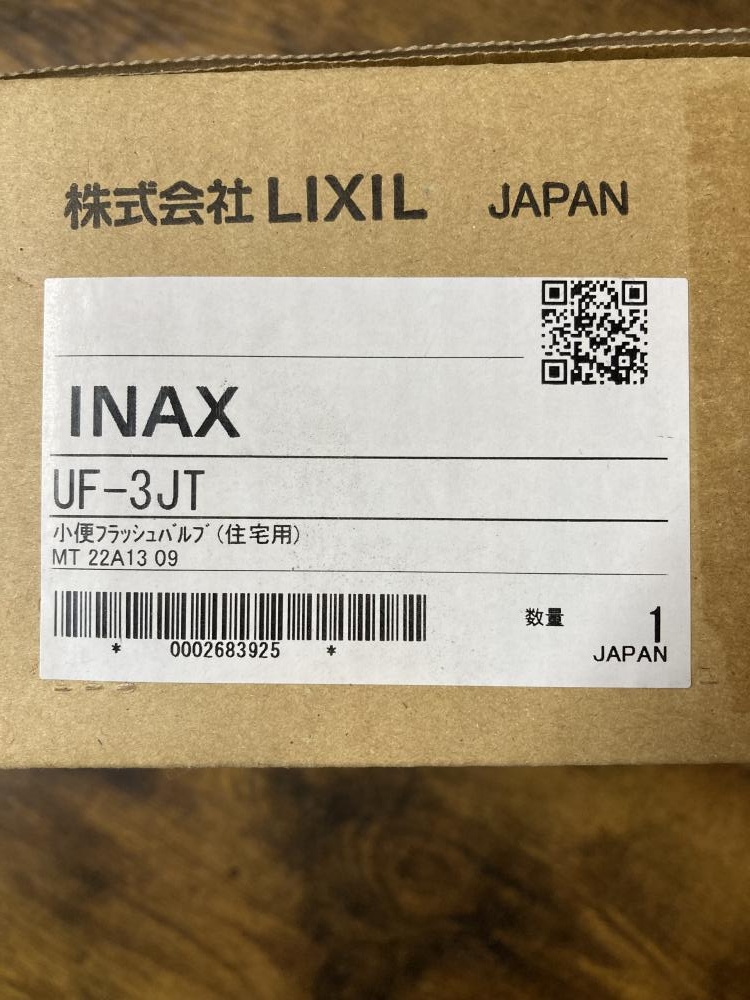 株式会社 LIXIL JAPAN
INAX
UF-3JT
小便フラッシュバルブ(住宅用)
MT 22A13 09
* 0002683925 *
数量 1
JAPAN